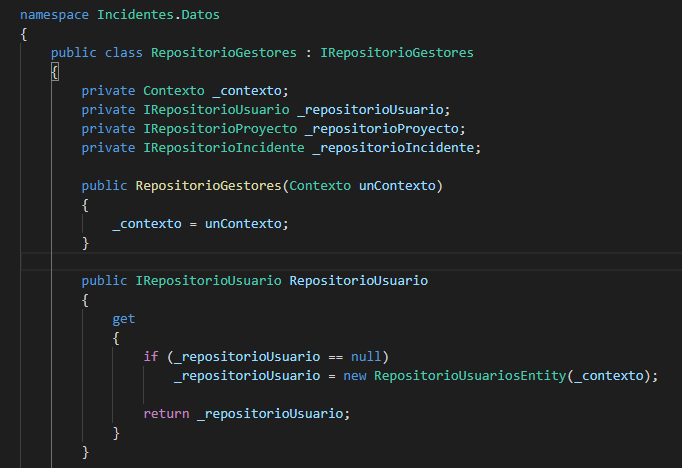 namespace Incidentes.Datos
{
public class RepositorioGestores : IRepositorioGestores
{
private Contexto _contexto;
private IRepositorioUsuario _repositorioUsuario;
private IRepositorioProyecto _repositorioProyecto;
private IRepositorioIncidente _repositorioIncidente;
public RepositorioGestores(Contexto unContexto)
{
_contexto = unContexto;
}
public IRepositorioUsuario RepositorioUsuario
{
get
{
if (_repositorioUsuario == null)
_repositorioUsuario = new RepositorioUsuariosEntity(_contexto);
return _repositorioUsuario;
}
}